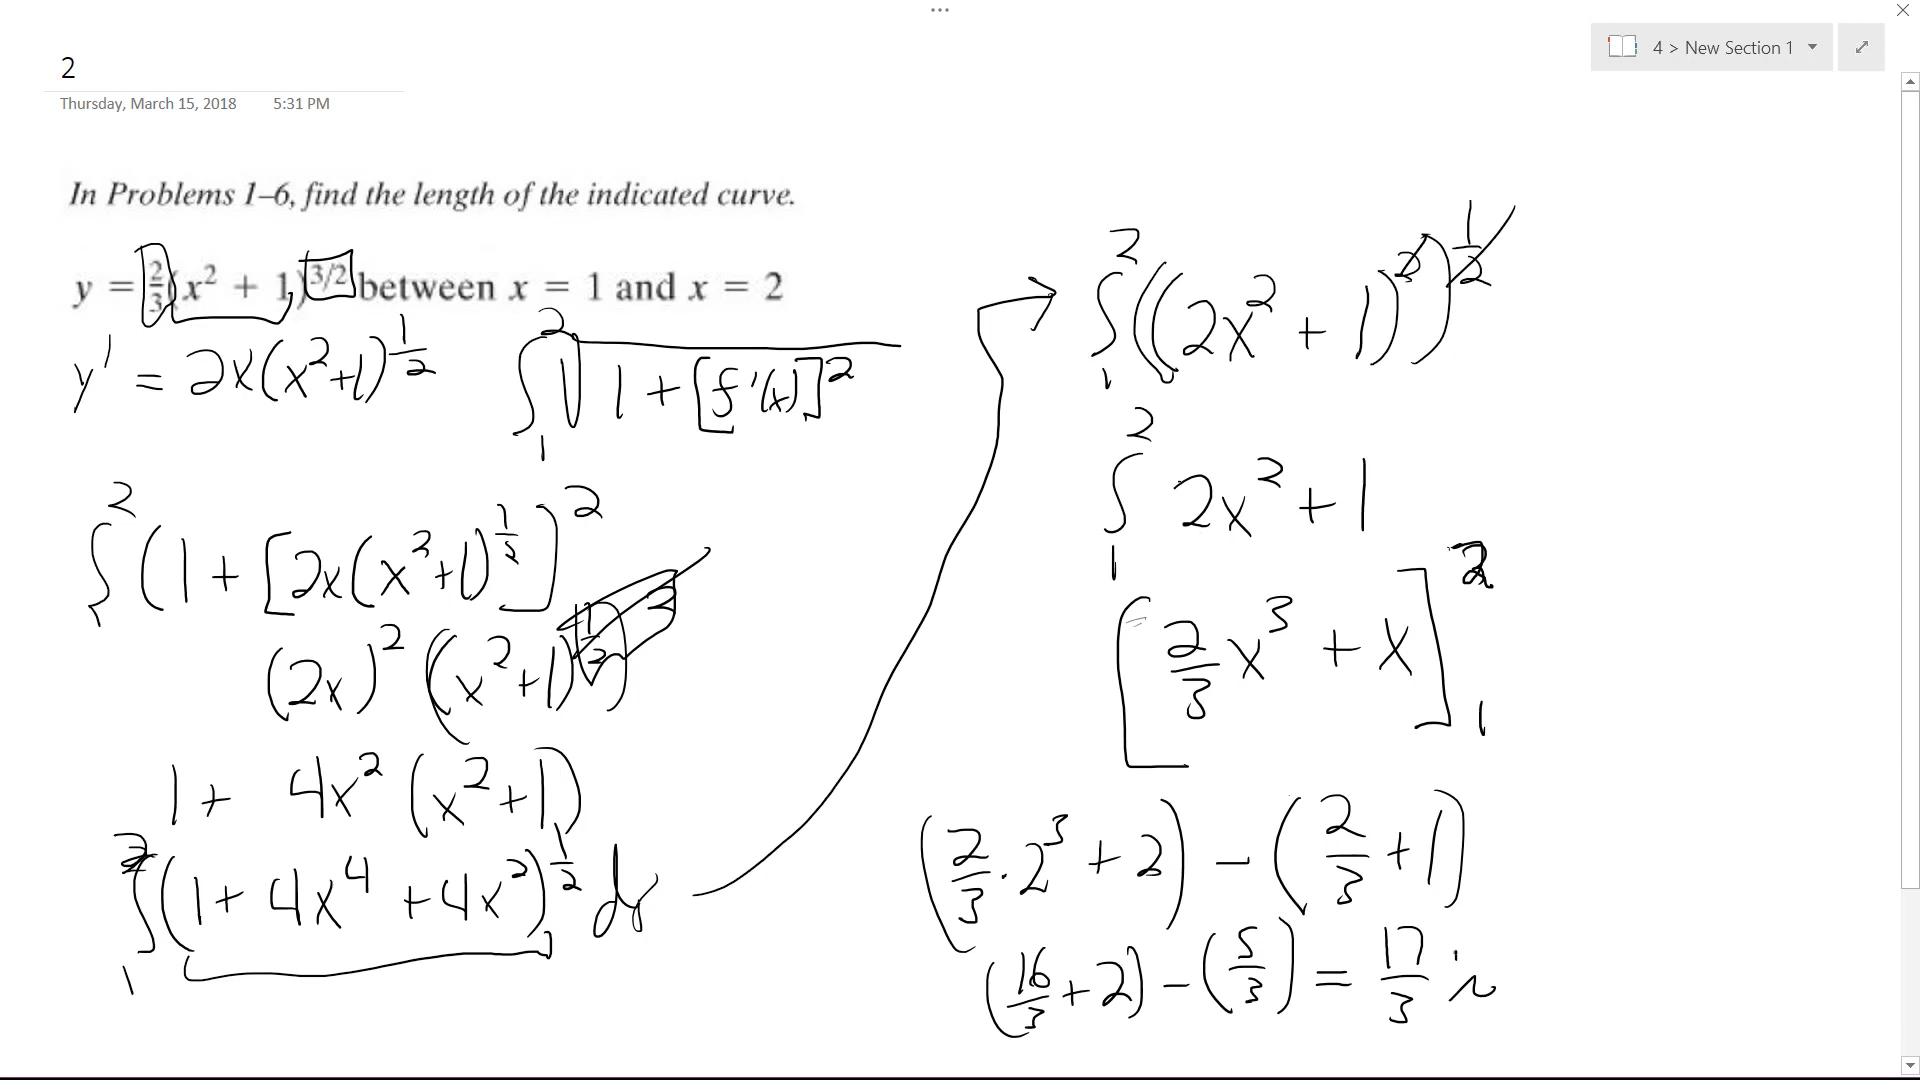 4 > New Section 1
2
Thursday, March 15, 2018 5:31 PM
In Problems 1–6, find the length of the indicated curve.
y = 2/3(x² + 1)^3/2 between x = 1 and x = 2
y' = 2x(x²+1)^1/2
∫₁² √1 + [f'(x)]²
∫₁² (1 + [2x(x²+1)^1/2]²
(2x)² ((x²+1)^1/2)
1 + 4x² (x²+1)
∫₁² (1 + 4x⁴ + 4x²)^1/2 dx
∫₁² ((2x² + 1)²)^1/2
∫₁² 2x² + 1
[2/3 x³ + x]₁²
(2/3 · 2³ + 2) − (2/3 + 1)
(16/3 + 2) − (5/3) = 17/3